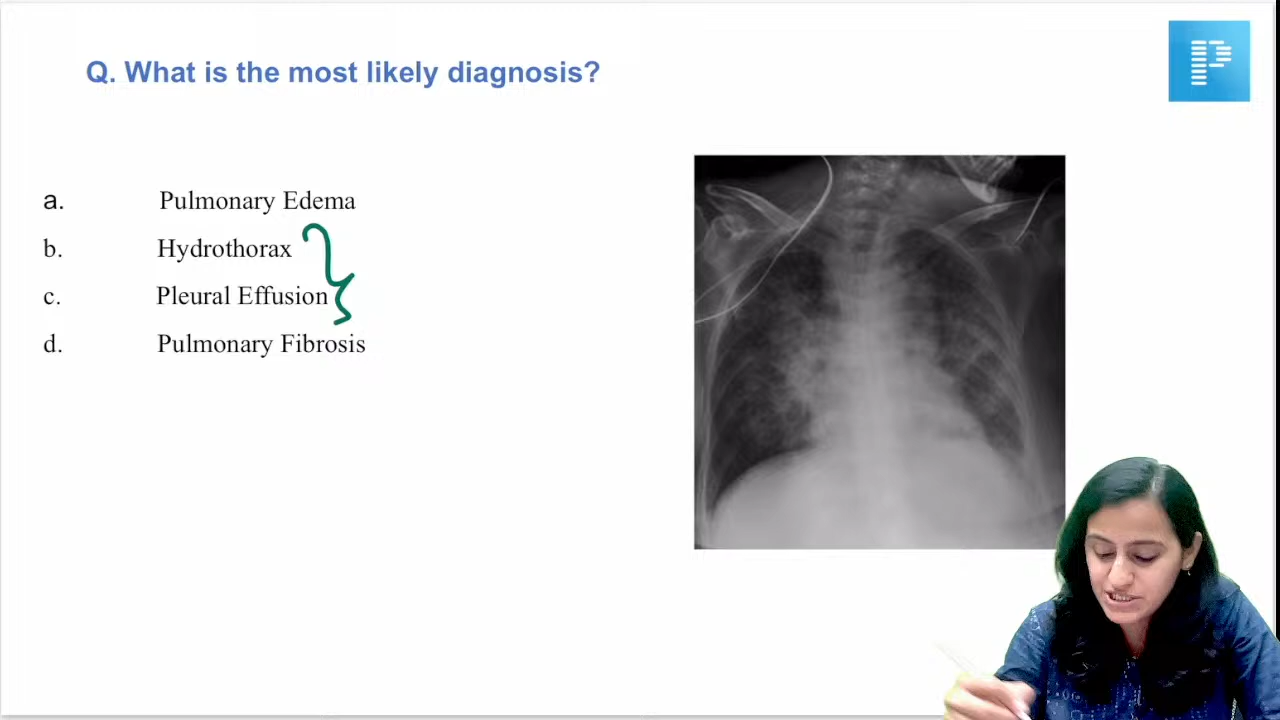 Q. What is the most likely diagnosis?
P
a. Pulmonary Edema
b. Hydrothorax
c. Pleural Effusion
d. Pulmonary Fibrosis